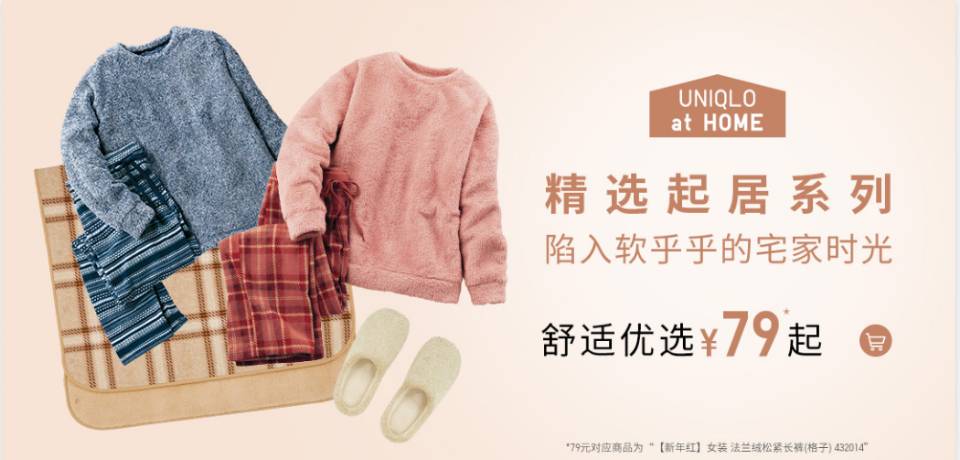 UNIQLO
at HOME
精选起居系列
陷入软乎乎的宅家时光
舒适优选¥79*起
*79元对应商品为“【新年红】女装 法兰绒松紧长裤(格子) 432014”